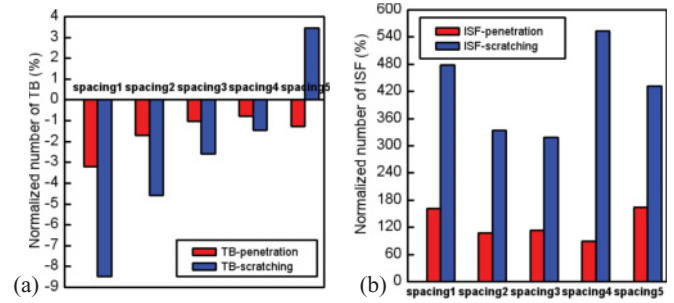 Normalized number of TB (%)
4
3
2
1
0
-1
-2
-3
-4
-5
-6
-7
-8
-9
spacing1 spacing2 spacing3 spacing4 spacing5
TB-penetration
TB-scratching
(a)
Normalized number of ISF (%)
600
540
480
420
360
300
240
180
120
60
0
ISF-penetration
ISF-scratching
spacing1 spacing2 spacing3 spacing4 spacing5
(b)